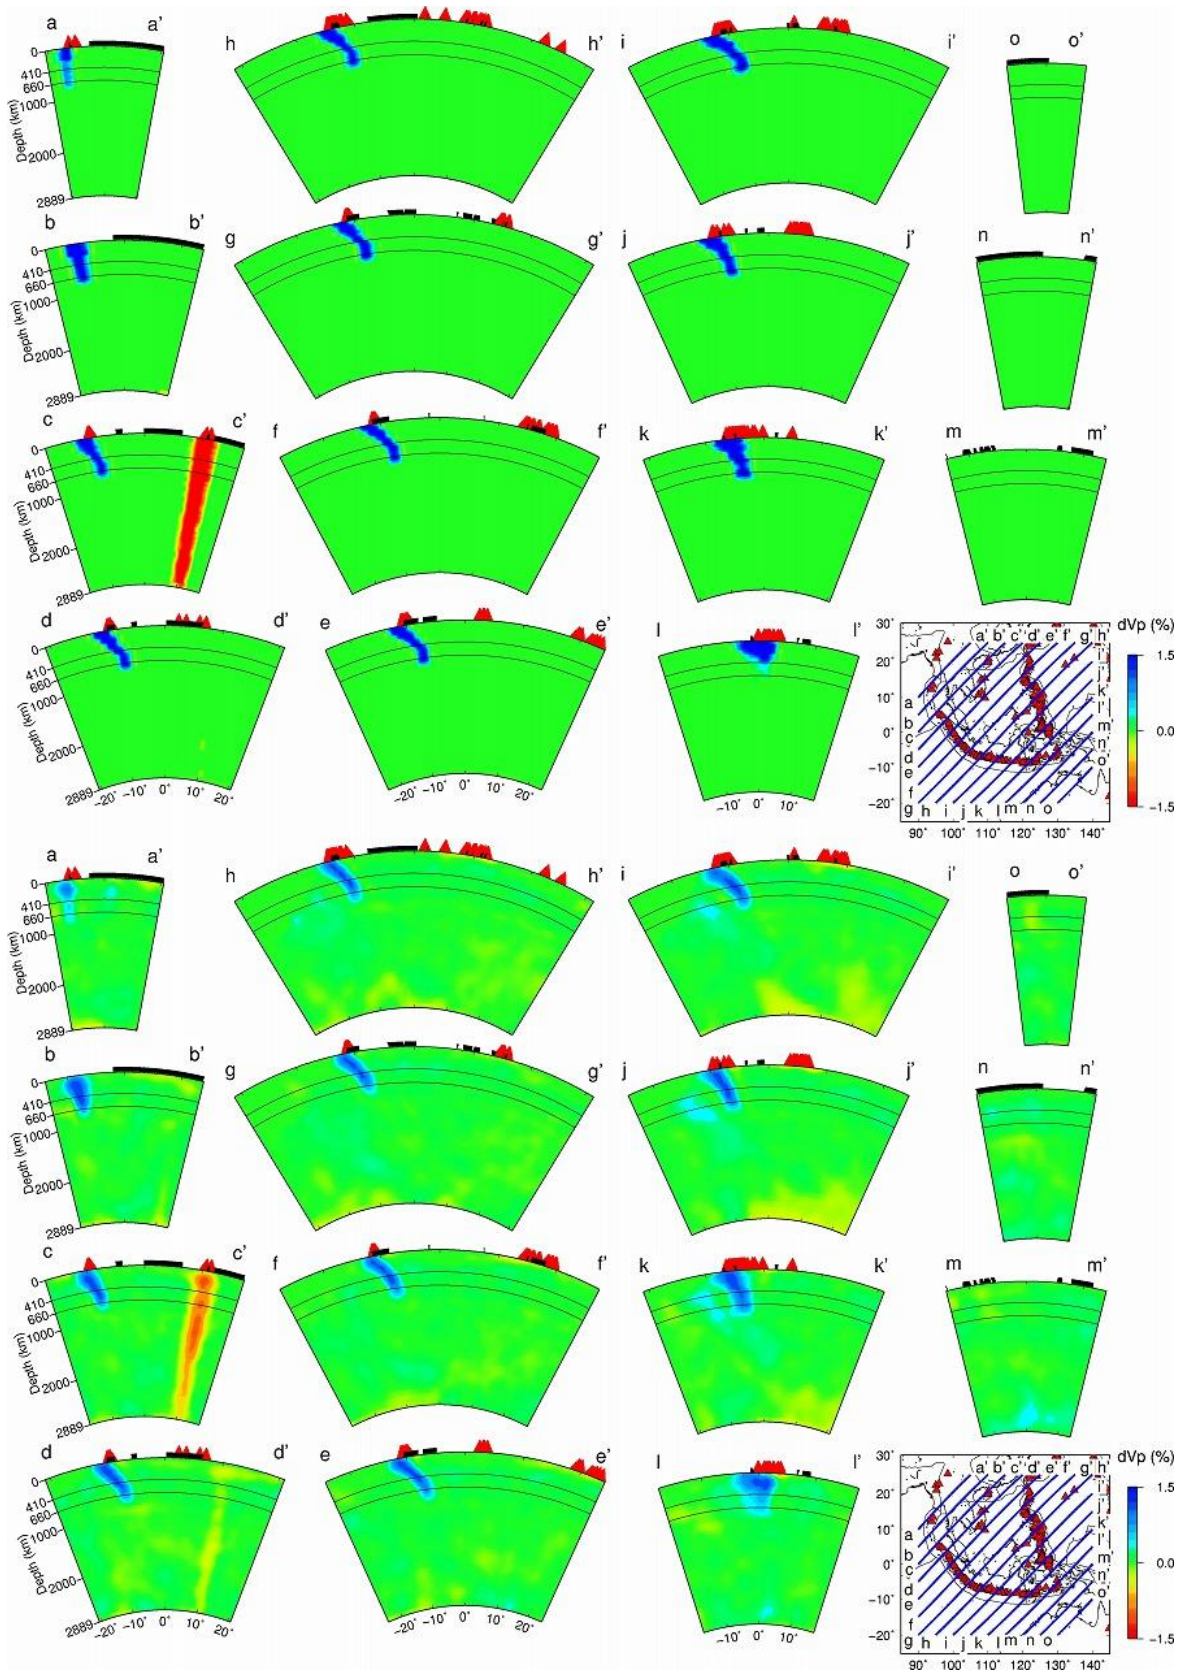 a a' h h' i i' o o'
0
410
660
1000
2000
2889
Depth (km)
b b' g g' j j' n n'
0
410
660
1000
2000
2889
Depth (km)
c c' f f' k k' m m'
0
410
660
1000
2000
2889
Depth (km)
d d' e e' l l'
0
410
660
1000
2000
2889
Depth (km)
-20° -10° 0° 10° 20°
-20° -10° 0° 10° 20°
-10° 0° 10°
30° a' b' c' d' e' f' g' h'
20° i'
10° j'
a k'
b l'
0° c m'
d n'
-10° e o'
f
-20°
g h i j k l m n o
90° 100° 110° 120° 130° 140°
dVp (%)
1.5
0.0
-1.5
a a' h h' i i' o o'
0
410
660
1000
2000
2889
Depth (km)
b b' g g' j j' n n'
0
410
660
1000
2000
2889
Depth (km)
c c' f f' k k' m m'
0
410
660
1000
2000
2889
Depth (km)
d d' e e' l l'
0
410
660
1000
2000
2889
Depth (km)
-20° -10° 0° 10° 20°
-20° -10° 0° 10° 20°
-10° 0° 10°
30° a' b' c' d' e' f' g' h'
20° i'
10° j'
a k'
b l'
0° c m'
d n'
-10° e o'
f
-20°
g h i j k l m n o
90° 100° 110° 120° 130° 140°
dVp (%)
1.5
0.0
-1.5